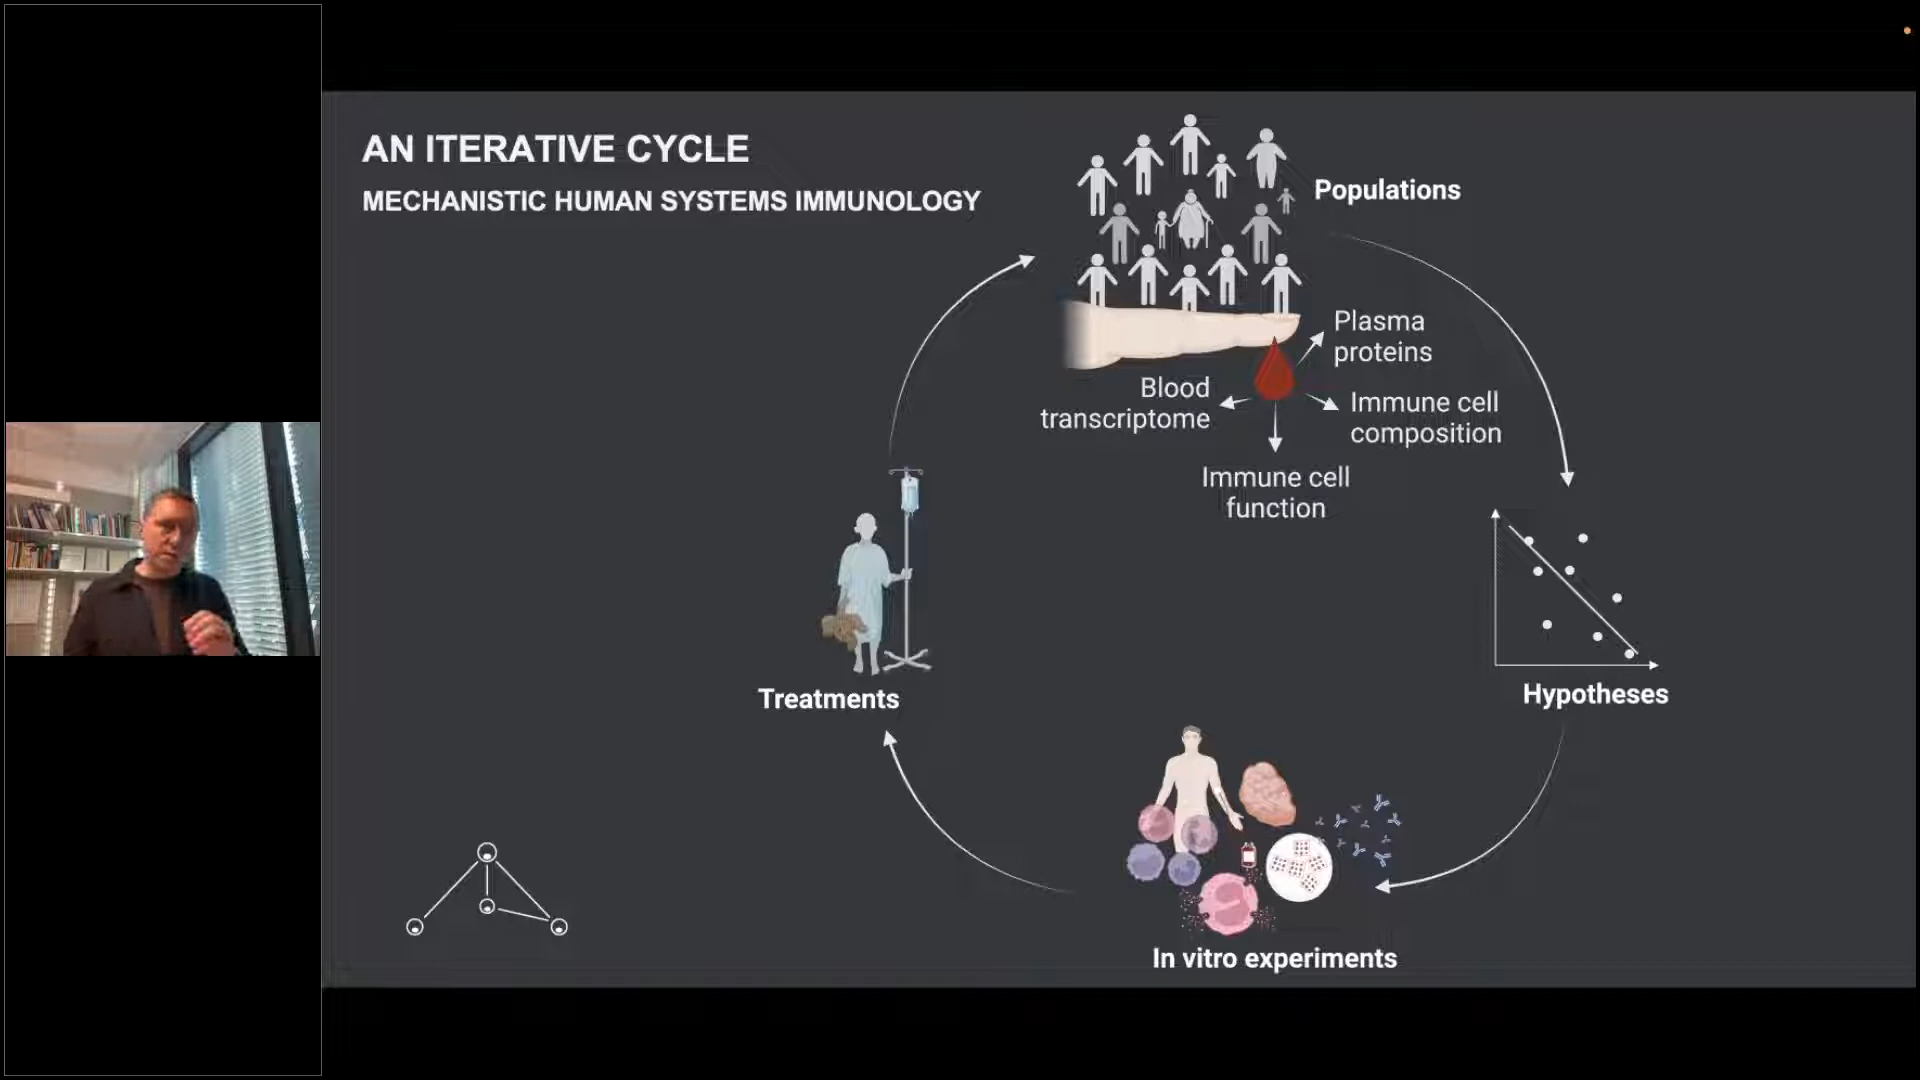 AN ITERATIVE CYCLE
MECHANISTIC HUMAN SYSTEMS IMMUNOLOGY
Populations
Plasma
proteins
Blood
transcriptome
Immune cell
composition
Immune cell
function
Treatments
Hypotheses
In vitro experiments